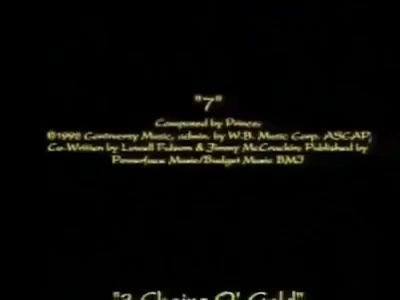 "7"
Composed by Prince
©1992 Controversy Music, admin. by W.B. Music Corp. ASCAP,
Co-Written by Lowell Fulsom & Jimmy McCracklin Published by
Powerforce Music/Budget Music BMI
"3 Chains O' Gold"